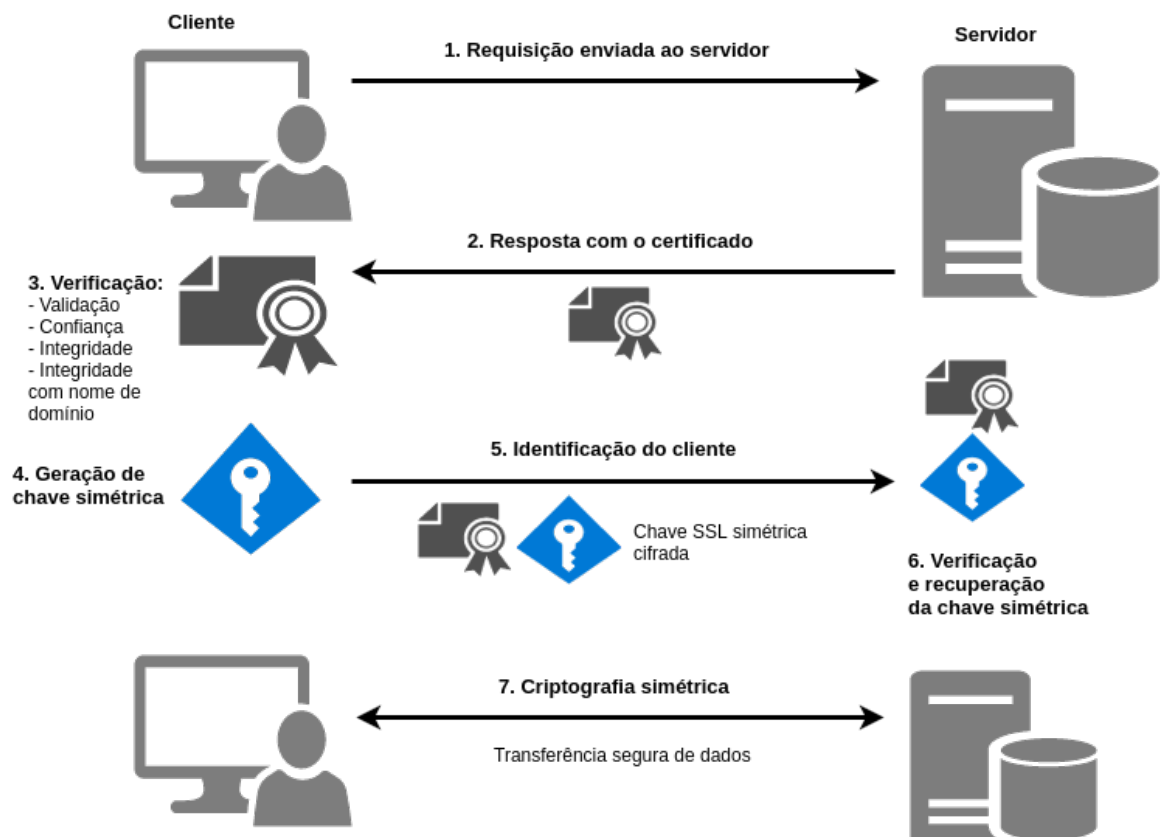 Cliente
1. Requisição enviada ao servidor
Servidor
2. Resposta com o certificado
3. Verificação:
- Validação
- Confiança
- Integridade
- Integridade
com nome de
domínio
4. Geração de
chave simétrica
5. Identificação do cliente
Chave SSL simétrica
cifrada
6. Verificação
e recuperação
da chave simétrica
7. Criptografia simétrica
Transferência segura de dados